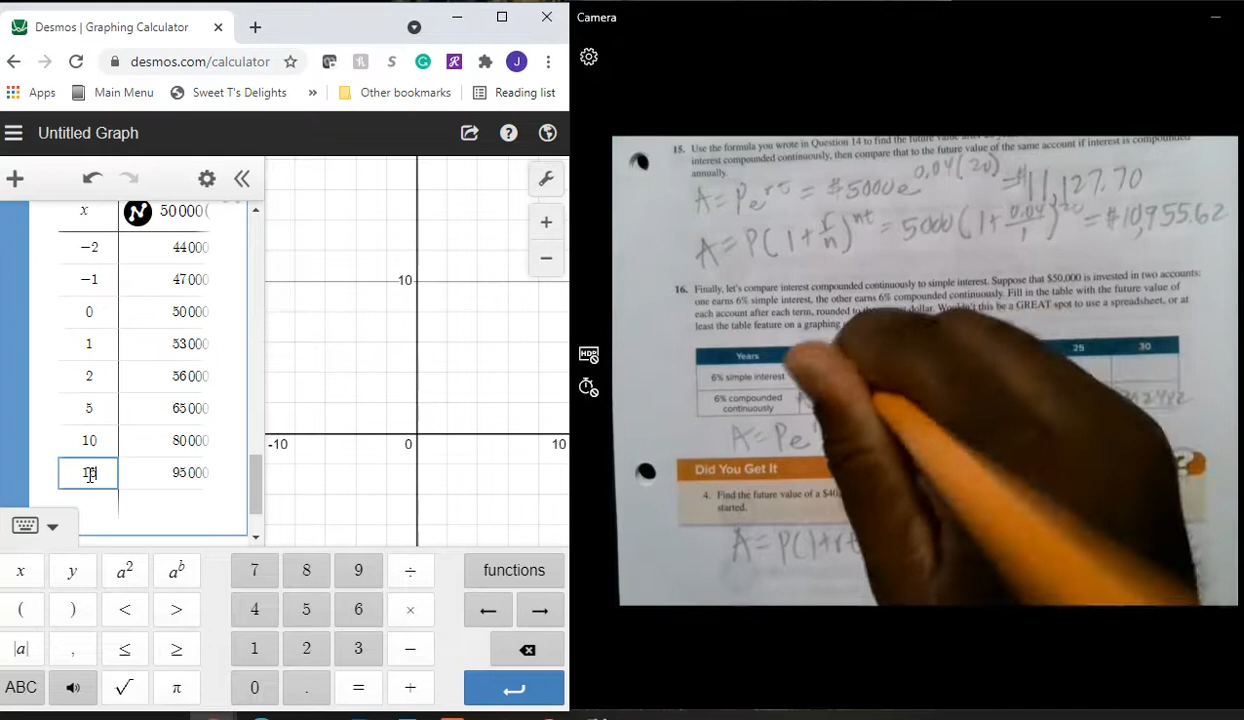 Desmos | Graphing Calculator
Camera
desmos.com/calculator
Apps
Main Menu
Sweet T's Delights
»
Other bookmarks
Reading list
Untitled Graph
x
50000(
−2
44000
−1
47000
0
50000
1
53000
2
56000
5
65000
10
80000
95000
10
-10
0
10
x
y
a²
aᵇ
7
8
9
÷
functions
(
)
<
>
4
5
6
×
←
→
|a|
,
≤
≥
1
2
3
−
ABC
√
π
0
.
=
+
15. Use the formula you wrote in Question 14 to find the future value after
interest compounded continuously, then compare that to the future value of the same account if interest is compounded
annually.
A = Pe^rt = $5000e^0.04(20) = $11,127.70
A = P(1 + r/n)^nt = 5000(1 + 0.04/1)^20 = $10,955.62
16. Finally, let's compare interest compounded continuously to simple interest. Suppose that $50,000 is invested in two accounts:
one earns 6% simple interest, the other earns 6% compounded continuously. Fill in the table with the future value of
each account after each term, rounded to the nearest dollar. Wouldn't this be a GREAT spot to use a spreadsheet, or at
least the table feature on a graphing
Years
25
30
6% simple interest
6% compounded
continuously
A = Pe
Did You Get It
?
4. Find the future value of a $40
started.
A = P(1+rt